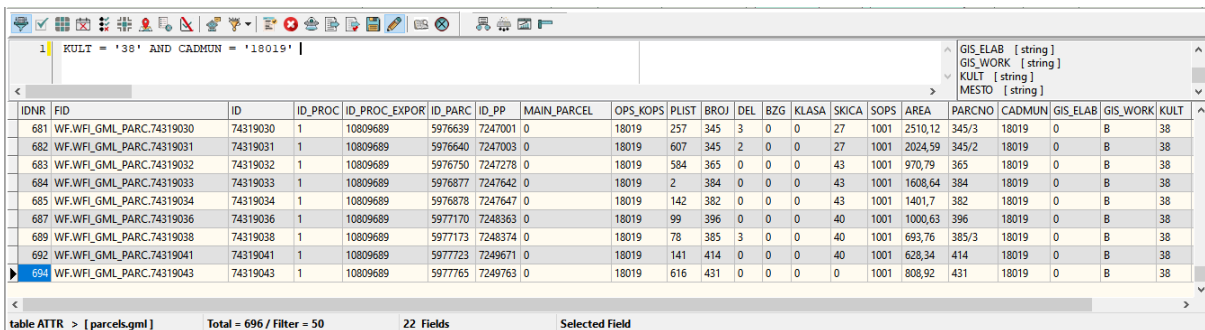 1 KULT = '38' AND CADMUN = '18019'
GIS_ELAB [ string ]
GIS_WORK [ string ]
KULT [ string ]
MESTO [ string ]
IDNR FID ID ID_PROC ID_PROC_EXPORT ID_PARC ID_PP MAIN_PARCEL OPS_KOPS PLIST BROJ DEL BZG KLASA SKICA SOPS AREA PARCNO CADMUN GIS_ELAB GIS_WORK KULT
681 WF.WFI_GML_PARC.74319030 74319030 1 10809689 5976639 7247001 0 18019 257 345 3 0 0 27 1001 2510,12 345/3 18019 0 B 38
682 WF.WFI_GML_PARC.74319031 74319031 1 10809689 5976640 7247003 0 18019 607 345 2 0 0 27 1001 2024,59 345/2 18019 0 B 38
683 WF.WFI_GML_PARC.74319032 74319032 1 10809689 5976750 7247278 0 18019 584 365 0 0 0 43 1001 970,79 365 18019 0 B 38
684 WF.WFI_GML_PARC.74319033 74319033 1 10809689 5976877 7247642 0 18019 2 384 0 0 0 43 1001 1608,64 384 18019 0 B 38
685 WF.WFI_GML_PARC.74319034 74319034 1 10809689 5976878 7247647 0 18019 142 382 0 0 0 43 1001 1401,7 382 18019 0 B 38
687 WF.WFI_GML_PARC.74319036 74319036 1 10809689 5977170 7248363 0 18019 99 396 0 0 0 40 1001 1000,63 396 18019 0 B 38
689 WF.WFI_GML_PARC.74319038 74319038 1 10809689 5977173 7248374 0 18019 78 385 3 0 0 40 1001 693,76 385/3 18019 0 B 38
692 WF.WFI_GML_PARC.74319041 74319041 1 10809689 5977723 7249671 0 18019 141 414 0 0 0 40 1001 628,34 414 18019 0 B 38
694 WF.WFI_GML_PARC.74319043 74319043 1 10809689 5977765 7249763 0 18019 616 431 0 0 0 0 1001 808,92 431 18019 0 B 38
table ATTR > [ parcels.gml ] Total = 696 / Filter = 50 22 Fields Selected Field